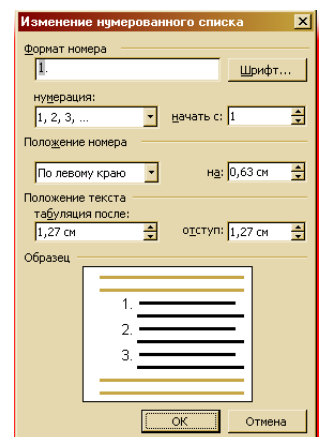 Изменение нумерованного списка
Формат номера
1.
Шрифт...
нумерация:
1, 2, 3, ...
начать с: 1
Положение номера
По левому краю
на: 0,63 см
Положение текста
табуляция после:
1,27 см
отступ: 1,27 см
Образец
1.
2.
3.
ОК
Отмена